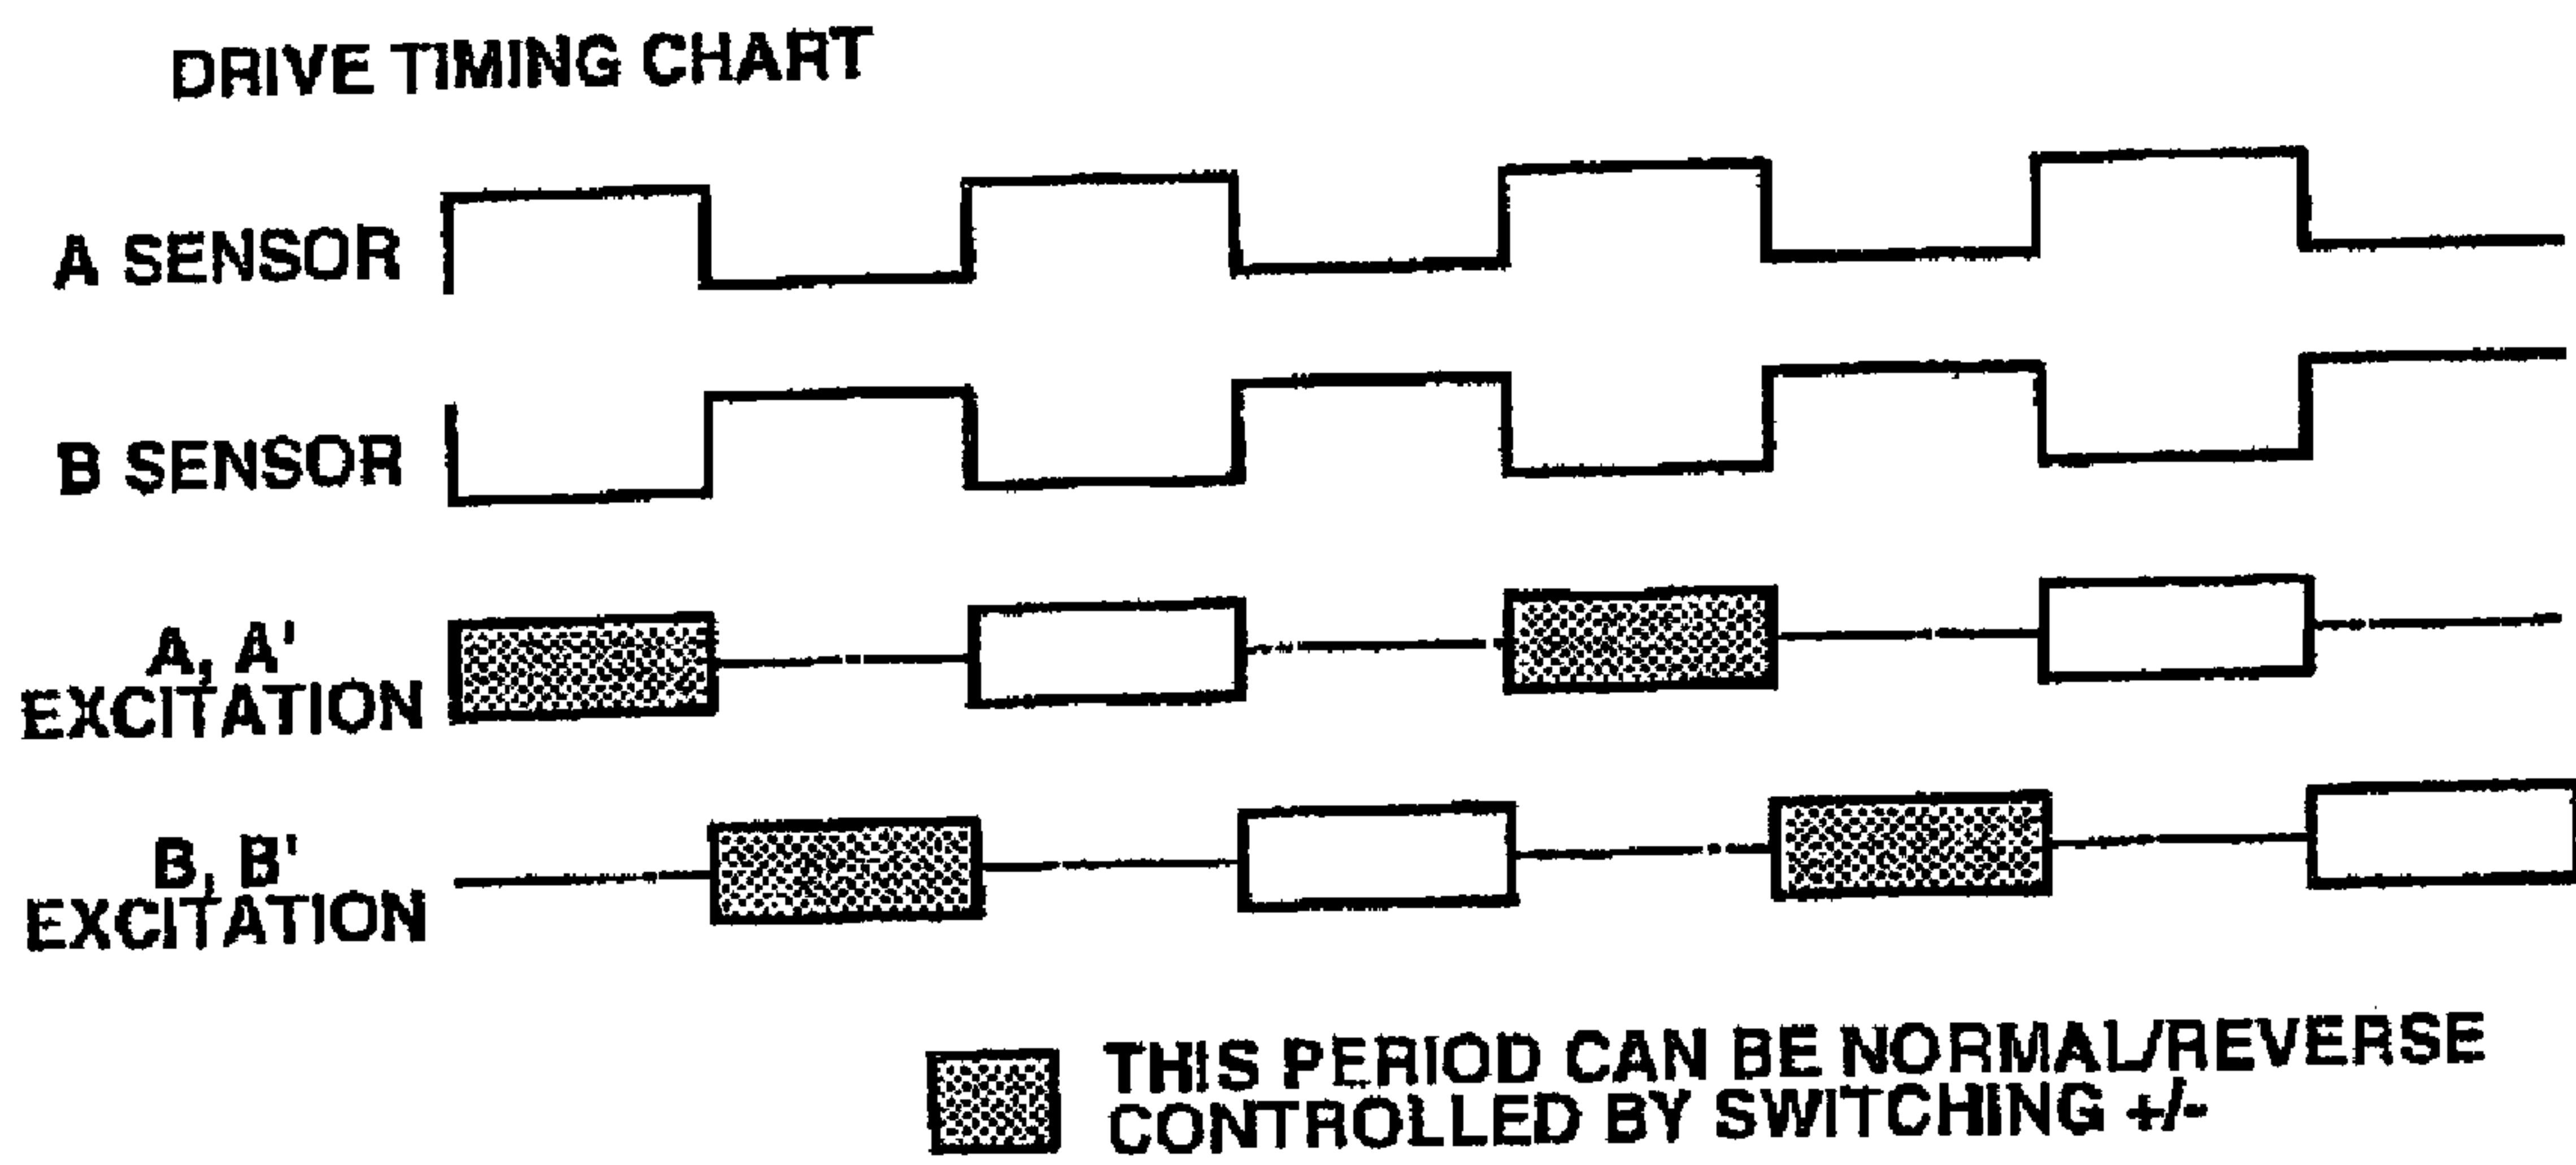 DRIVE TIMING CHART
A SENSOR
B SENSOR
A, A'
EXCITATION
B, B'
EXCITATION
THIS PERIOD CAN BE NORMAL/REVERSE
CONTROLLED BY SWITCHING +/-